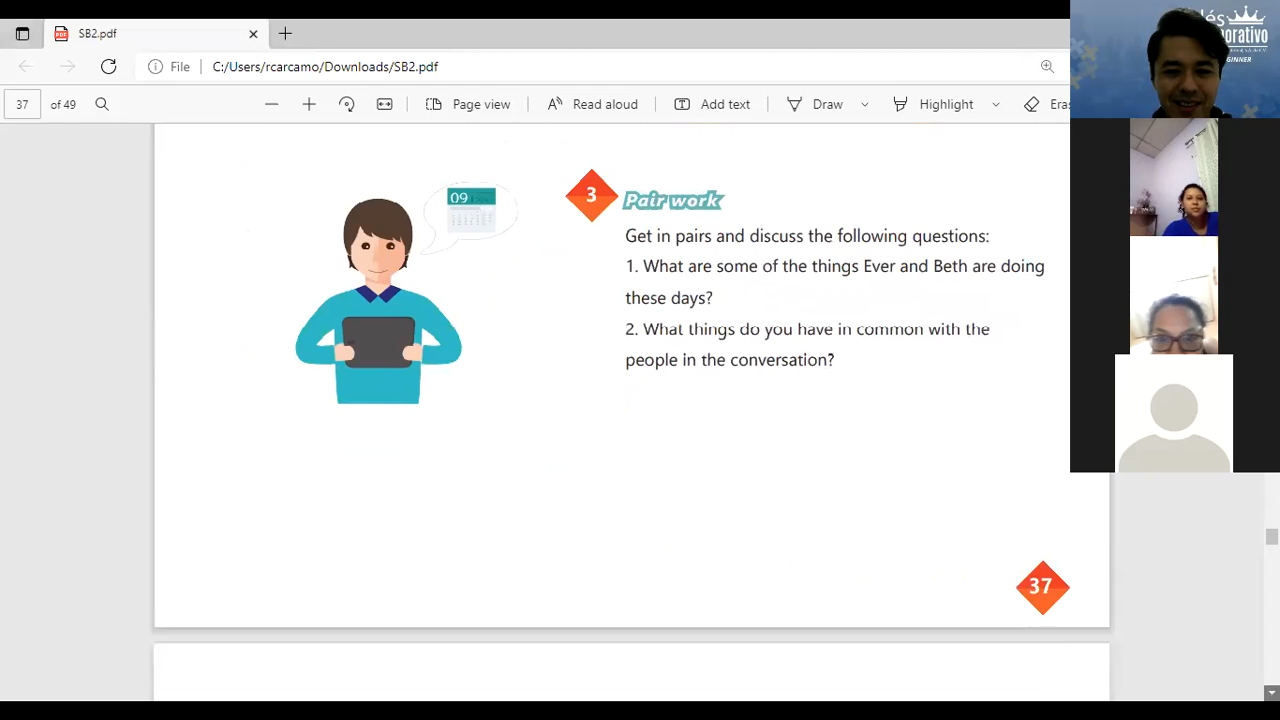 SB2.pdf
File C:/Users/rcarcamo/Downloads/SB2.pdf
37 of 49 Page view Read aloud Add text Draw Highlight
09
3 Pair work
Get in pairs and discuss the following questions:
1. What are some of the things Ever and Beth are doing
these days?
2. What things do you have in common with the
people in the conversation?
37